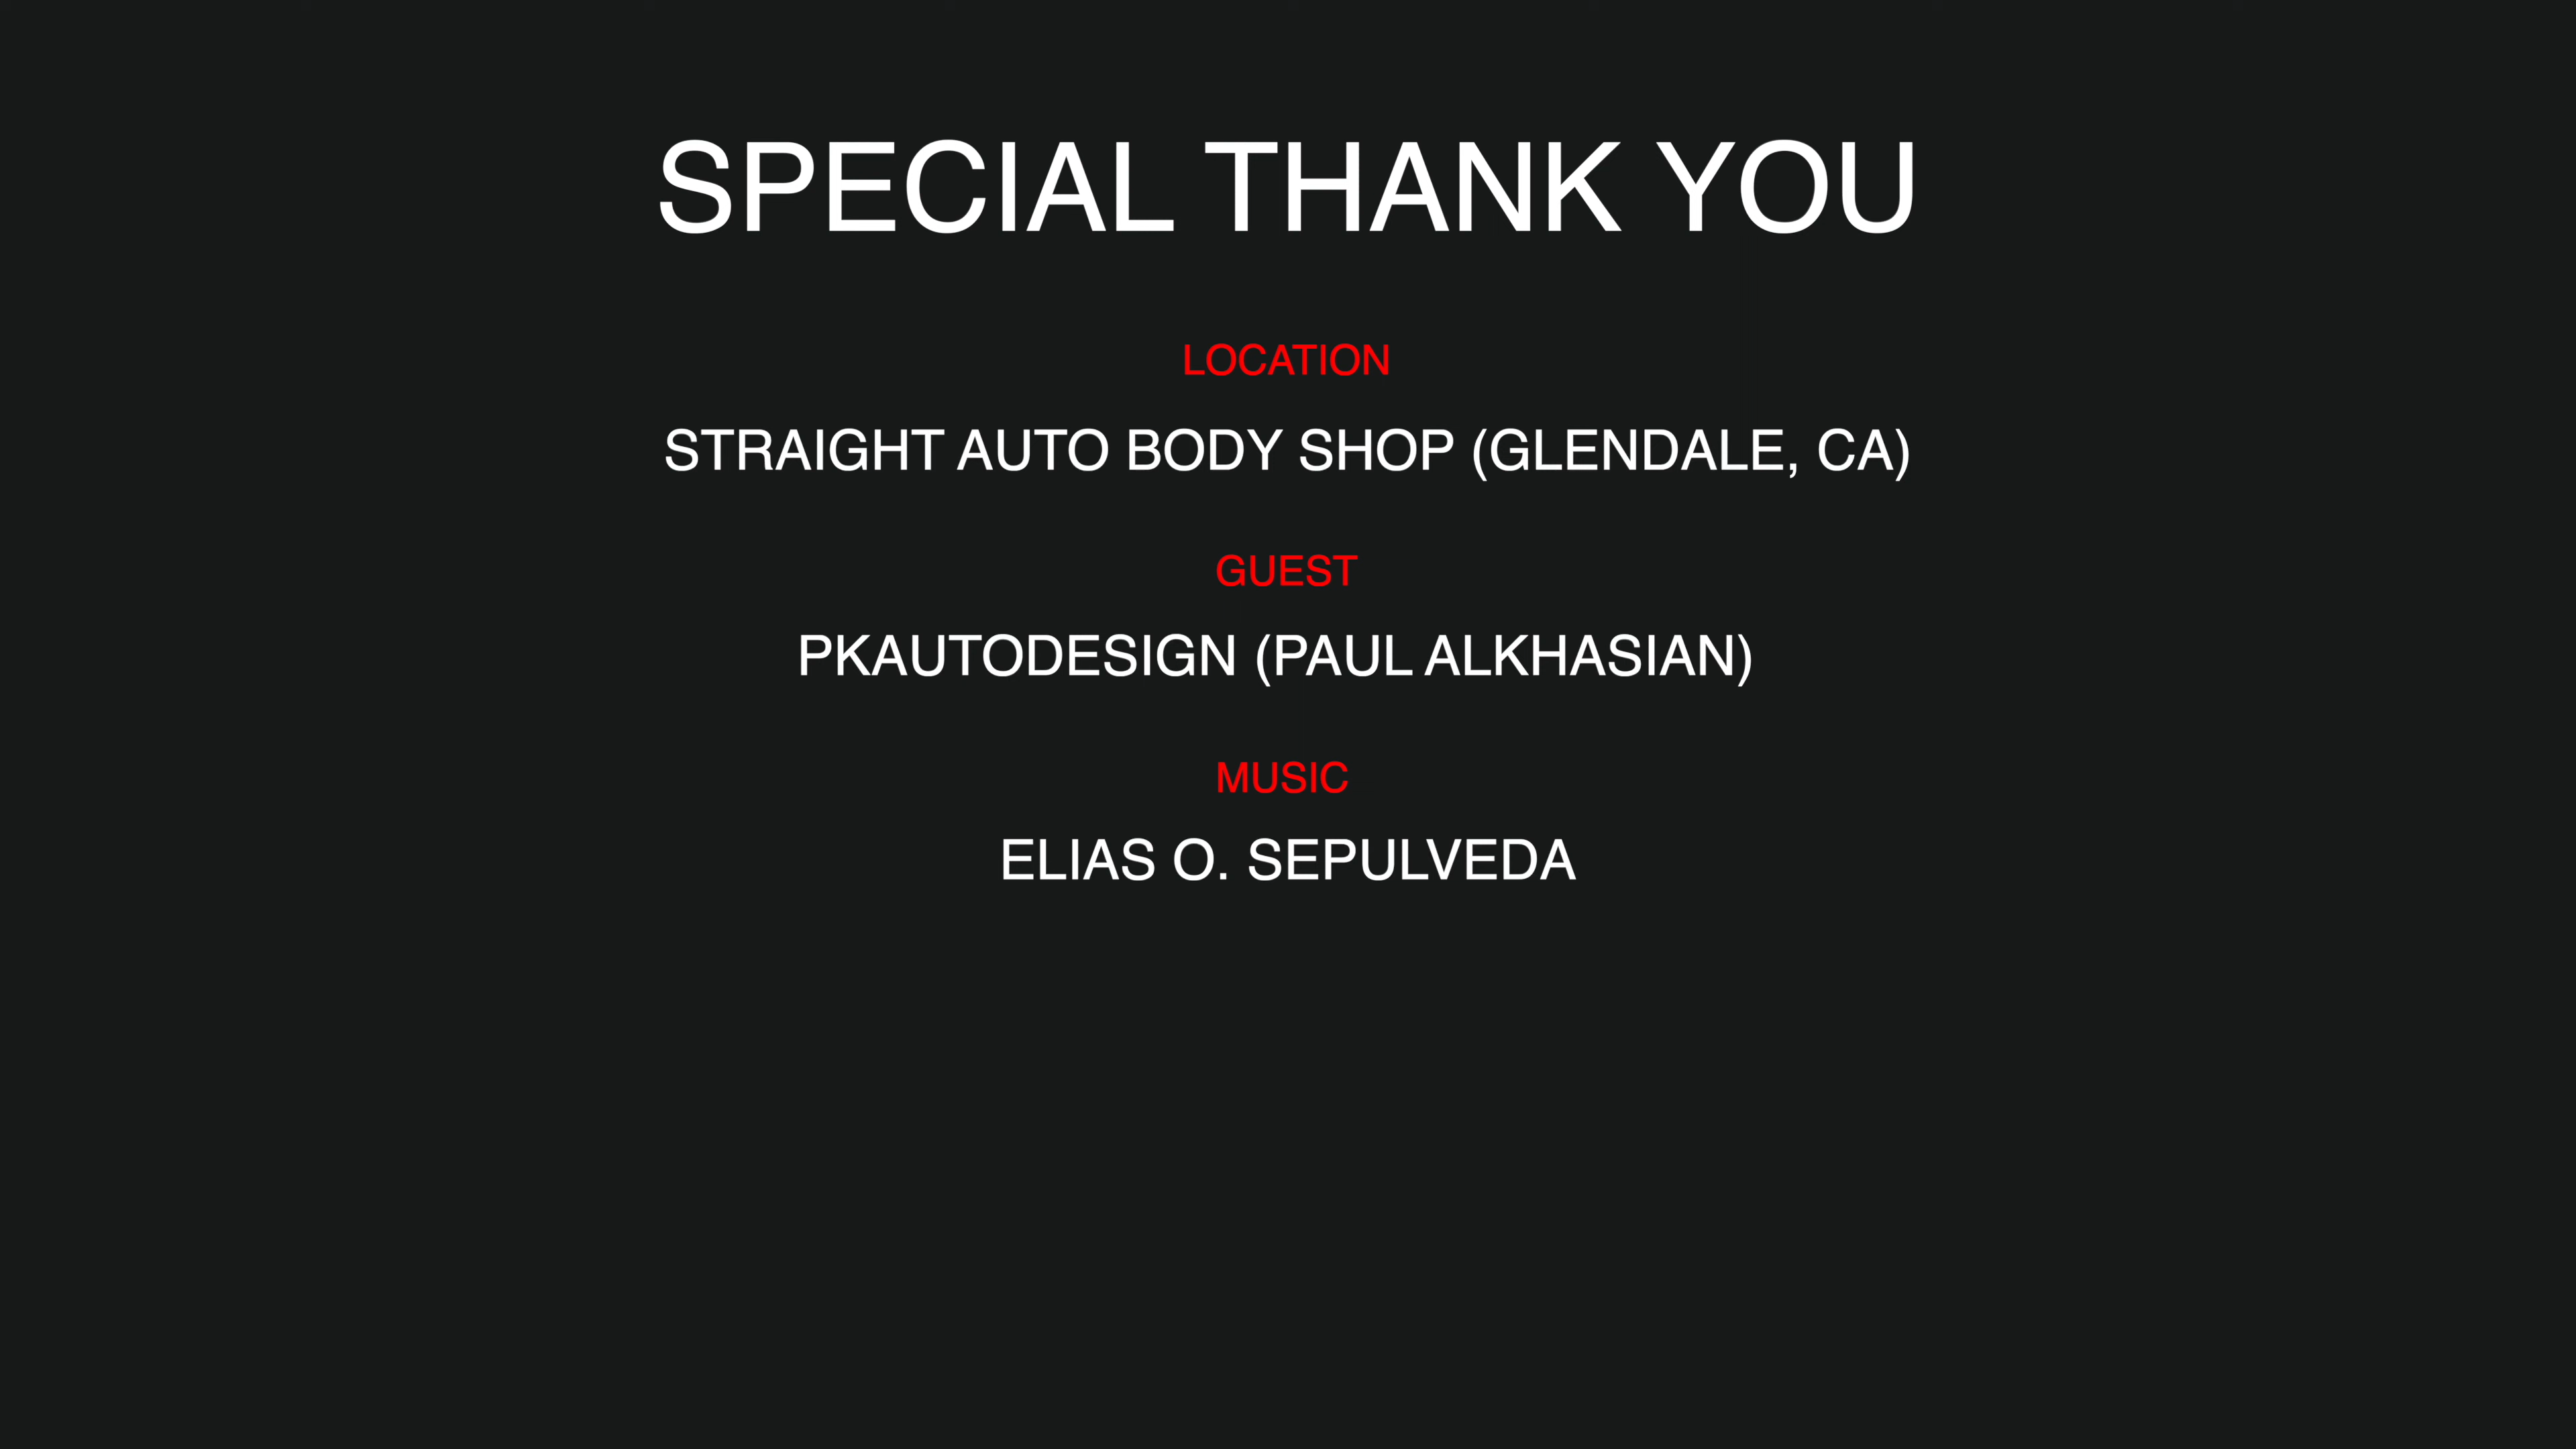 SPECIAL THANK YOU
LOCATION
STRAIGHT AUTO BODY SHOP (GLENDALE, CA)
GUEST
PKAUTODESIGN (PAUL ALKHASIAN)
MUSIC
ELIAS O. SEPULVEDA